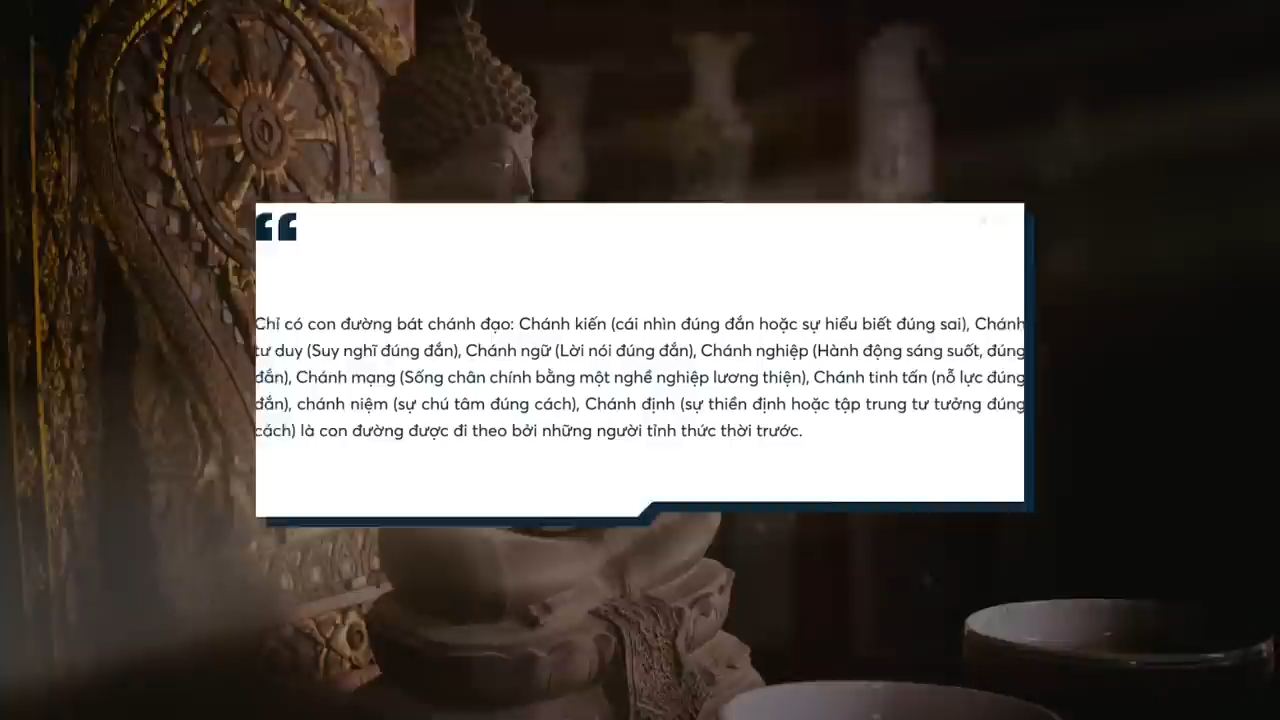 “
Chỉ có con đường bát chánh đạo: Chánh kiến (cái nhìn đúng đắn hoặc sự hiểu biết đúng sai), Chánh
tư duy (Suy nghĩ đúng đắn), Chánh ngữ (Lời nói đúng đắn), Chánh nghiệp (Hành động sáng suốt, đúng
đắn), Chánh mạng (Sống chân chính bằng một nghề nghiệp lương thiện), Chánh tinh tấn (nỗ lực đúng
đắn), chánh niệm (sự chú tâm đúng cách), Chánh định (sự thiền định hoặc tập trung tư tưởng đúng
cách) là con đường được đi theo bởi những người tỉnh thức thời trước.